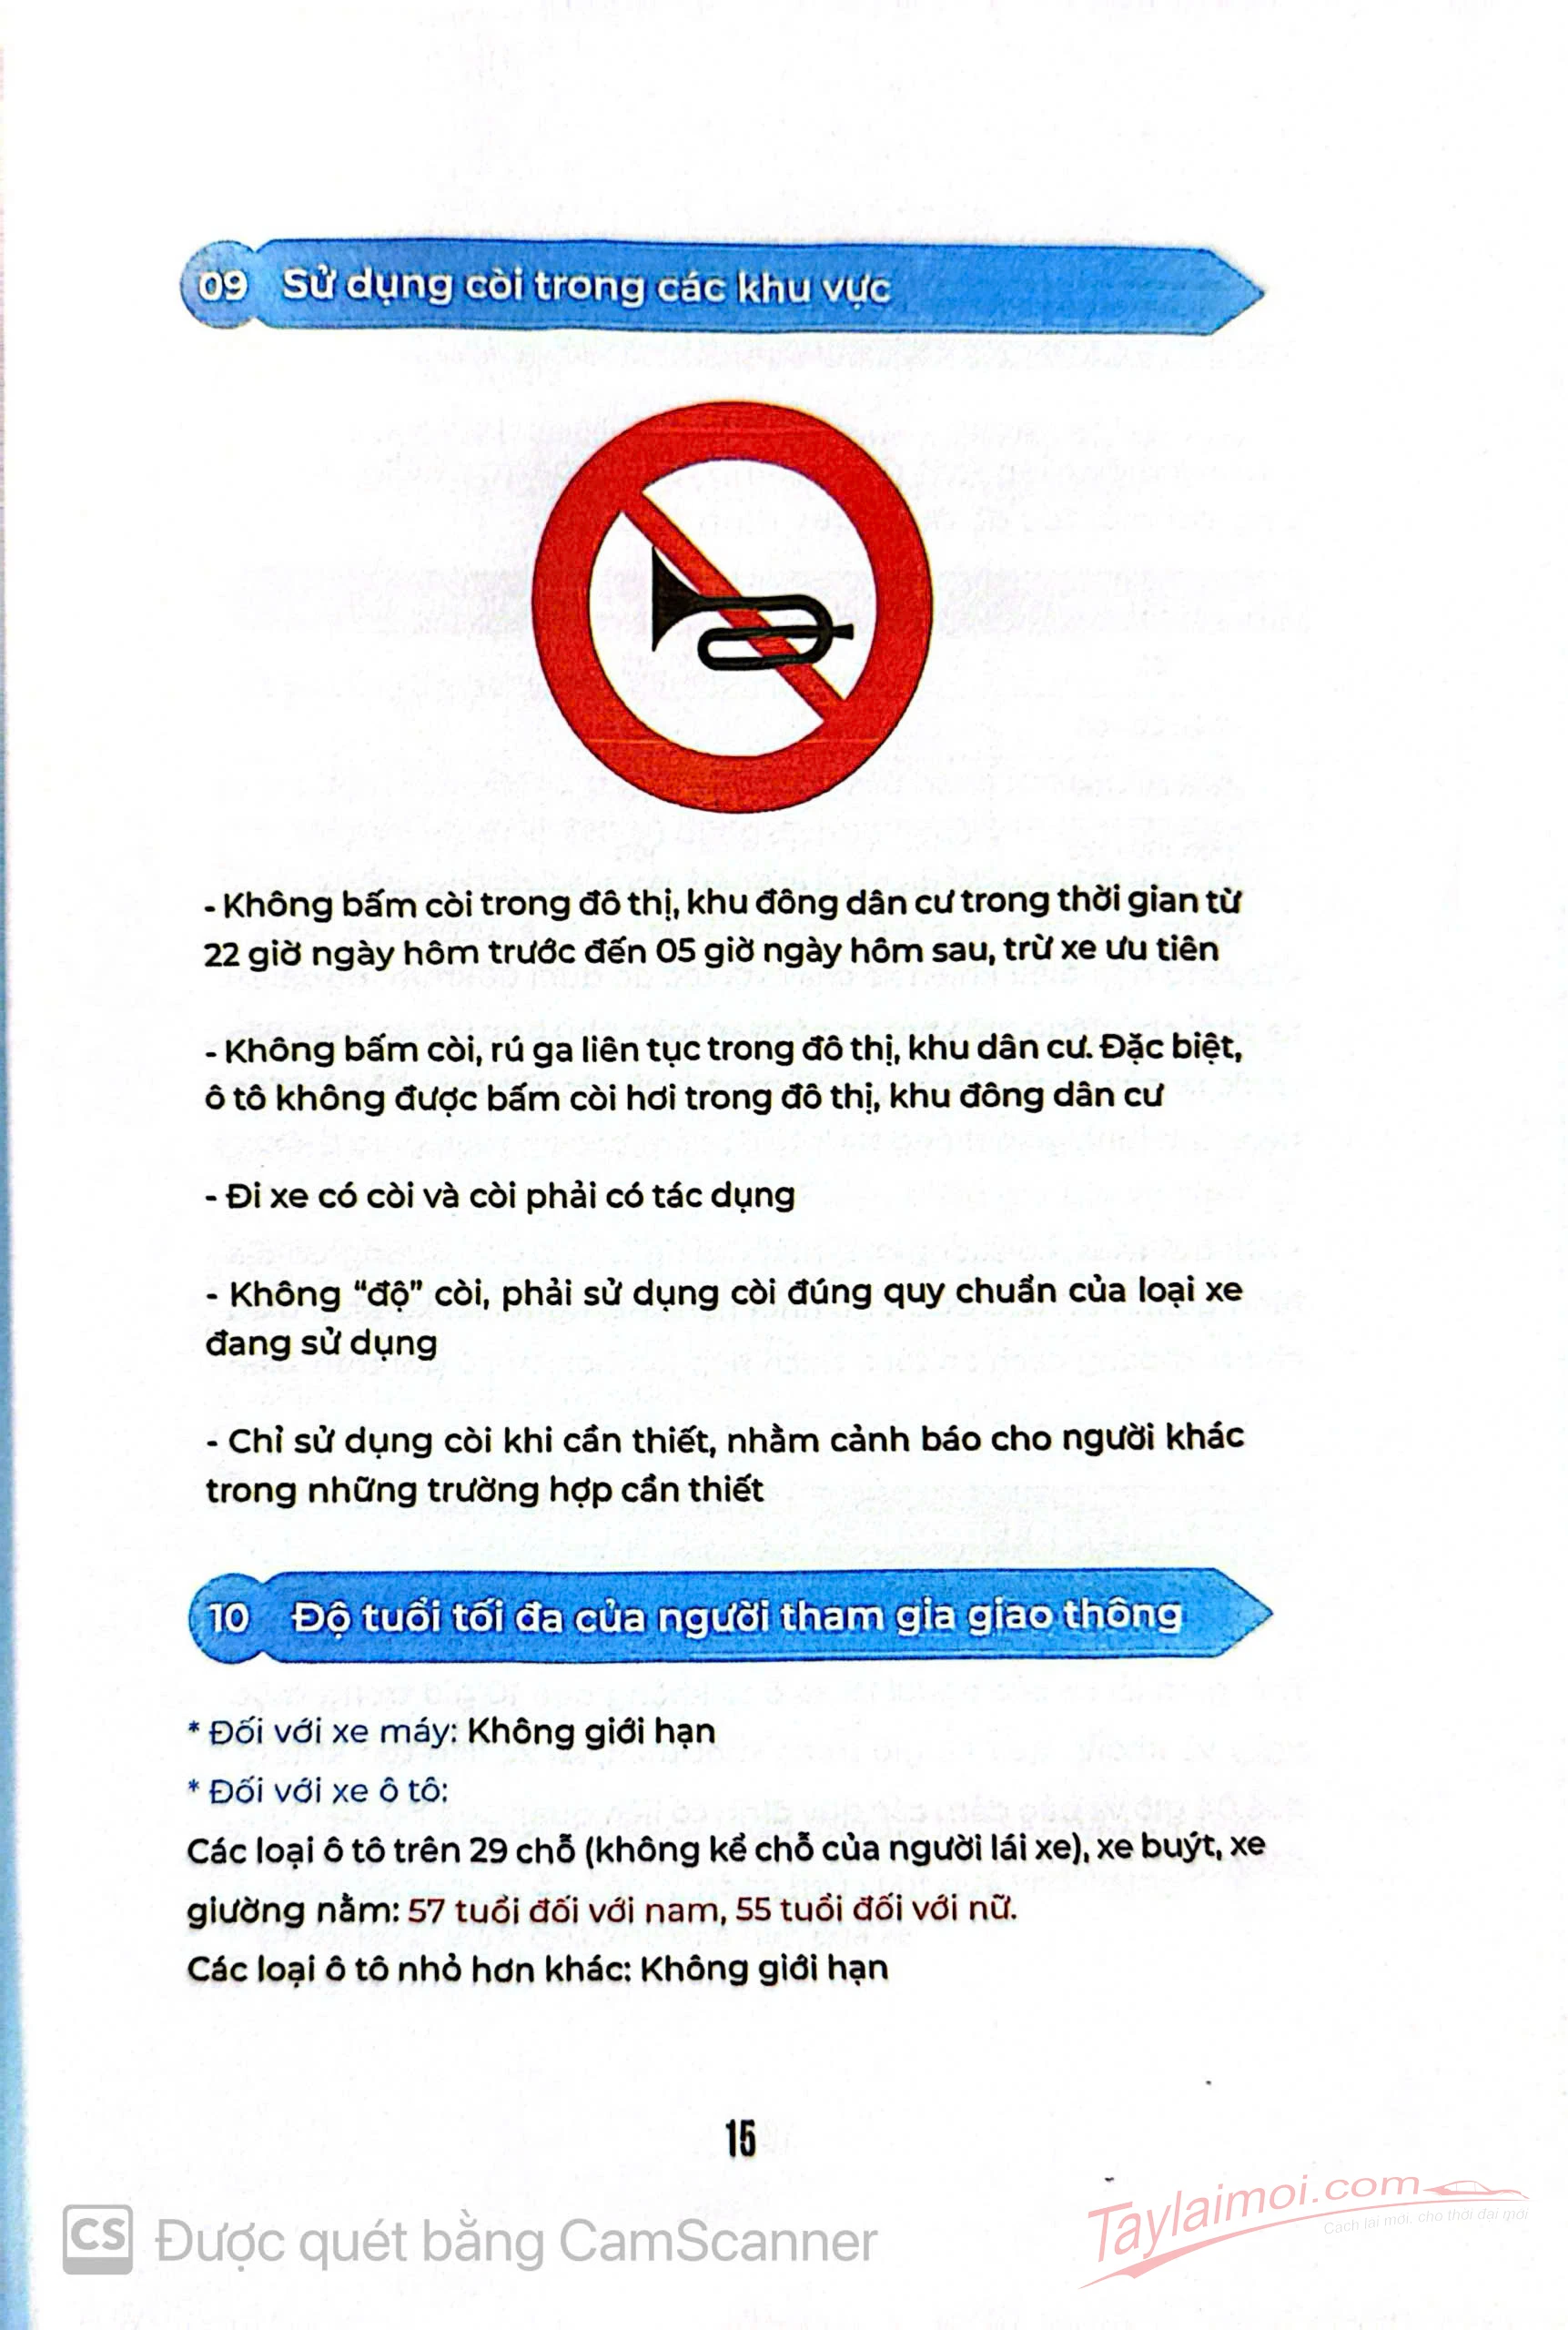 09 Sử dụng còi trong các khu vực
- Không bấm còi trong đô thị, khu đông dân cư trong thời gian từ
22 giờ ngày hôm trước đến 05 giờ ngày hôm sau, trừ xe ưu tiên
- Không bấm còi, rú ga liên tục trong đô thị, khu dân cư. Đặc biệt,
ô tô không được bấm còi hơi trong đô thị, khu đông dân cư
- Đi xe có còi và còi phải có tác dụng
- Không “độ” còi, phải sử dụng còi đúng quy chuẩn của loại xe
đang sử dụng
- Chỉ sử dụng còi khi cần thiết, nhằm cảnh báo cho người khác
trong những trường hợp cần thiết
10 Độ tuổi tối đa của người tham gia giao thông
* Đối với xe máy: Không giới hạn
* Đối với xe ô tô:
Các loại ô tô trên 29 chỗ (không kể chỗ của người lái xe), xe buýt, xe
giường nằm: 57 tuổi đối với nam, 55 tuổi đối với nữ.
Các loại ô tô nhỏ hơn khác: Không giới hạn
15
CS Được quét bằng CamScanner
Taylaimoi.com
Cách lái mới, cho thời đại mới